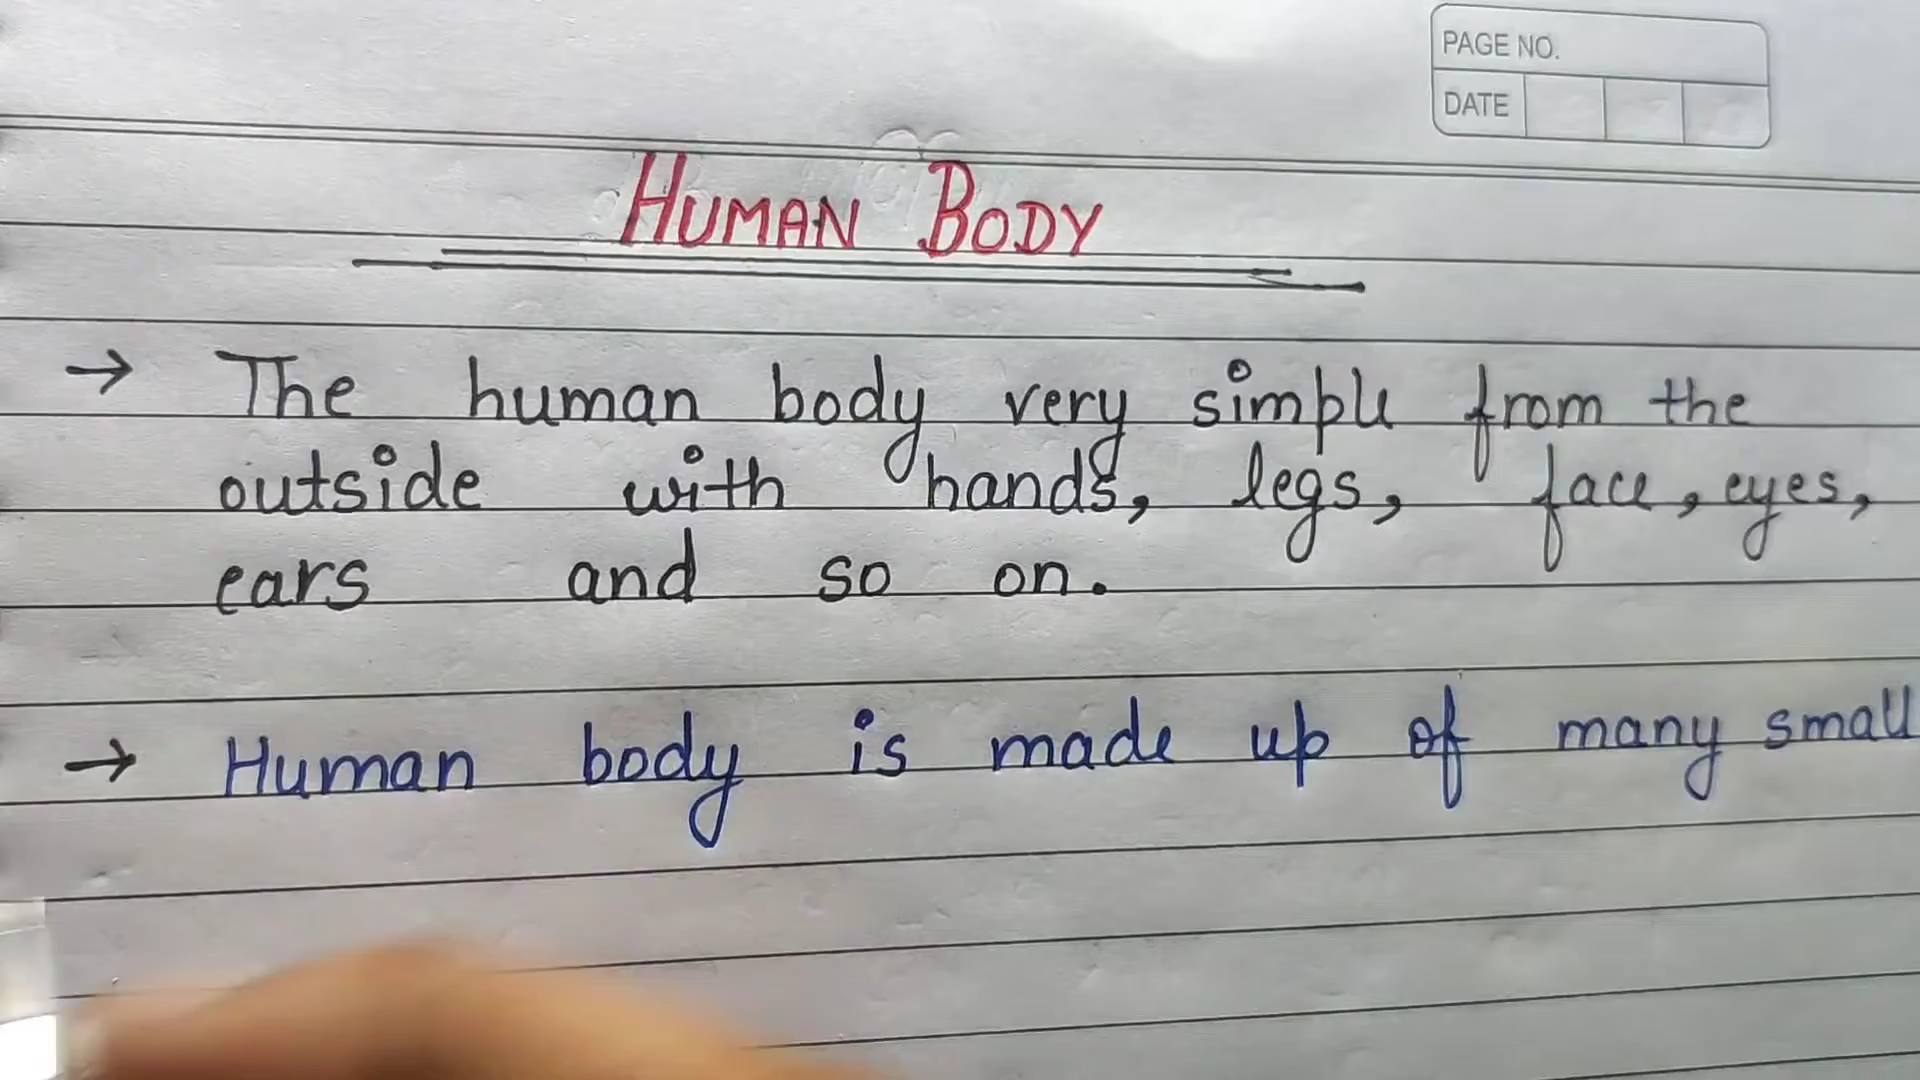 PAGE NO.
DATE
HUMAN BODY
→ The human body very simple from the
outside with hands, legs, face, eyes,
ears and so on.
→ Human body is made up of many small